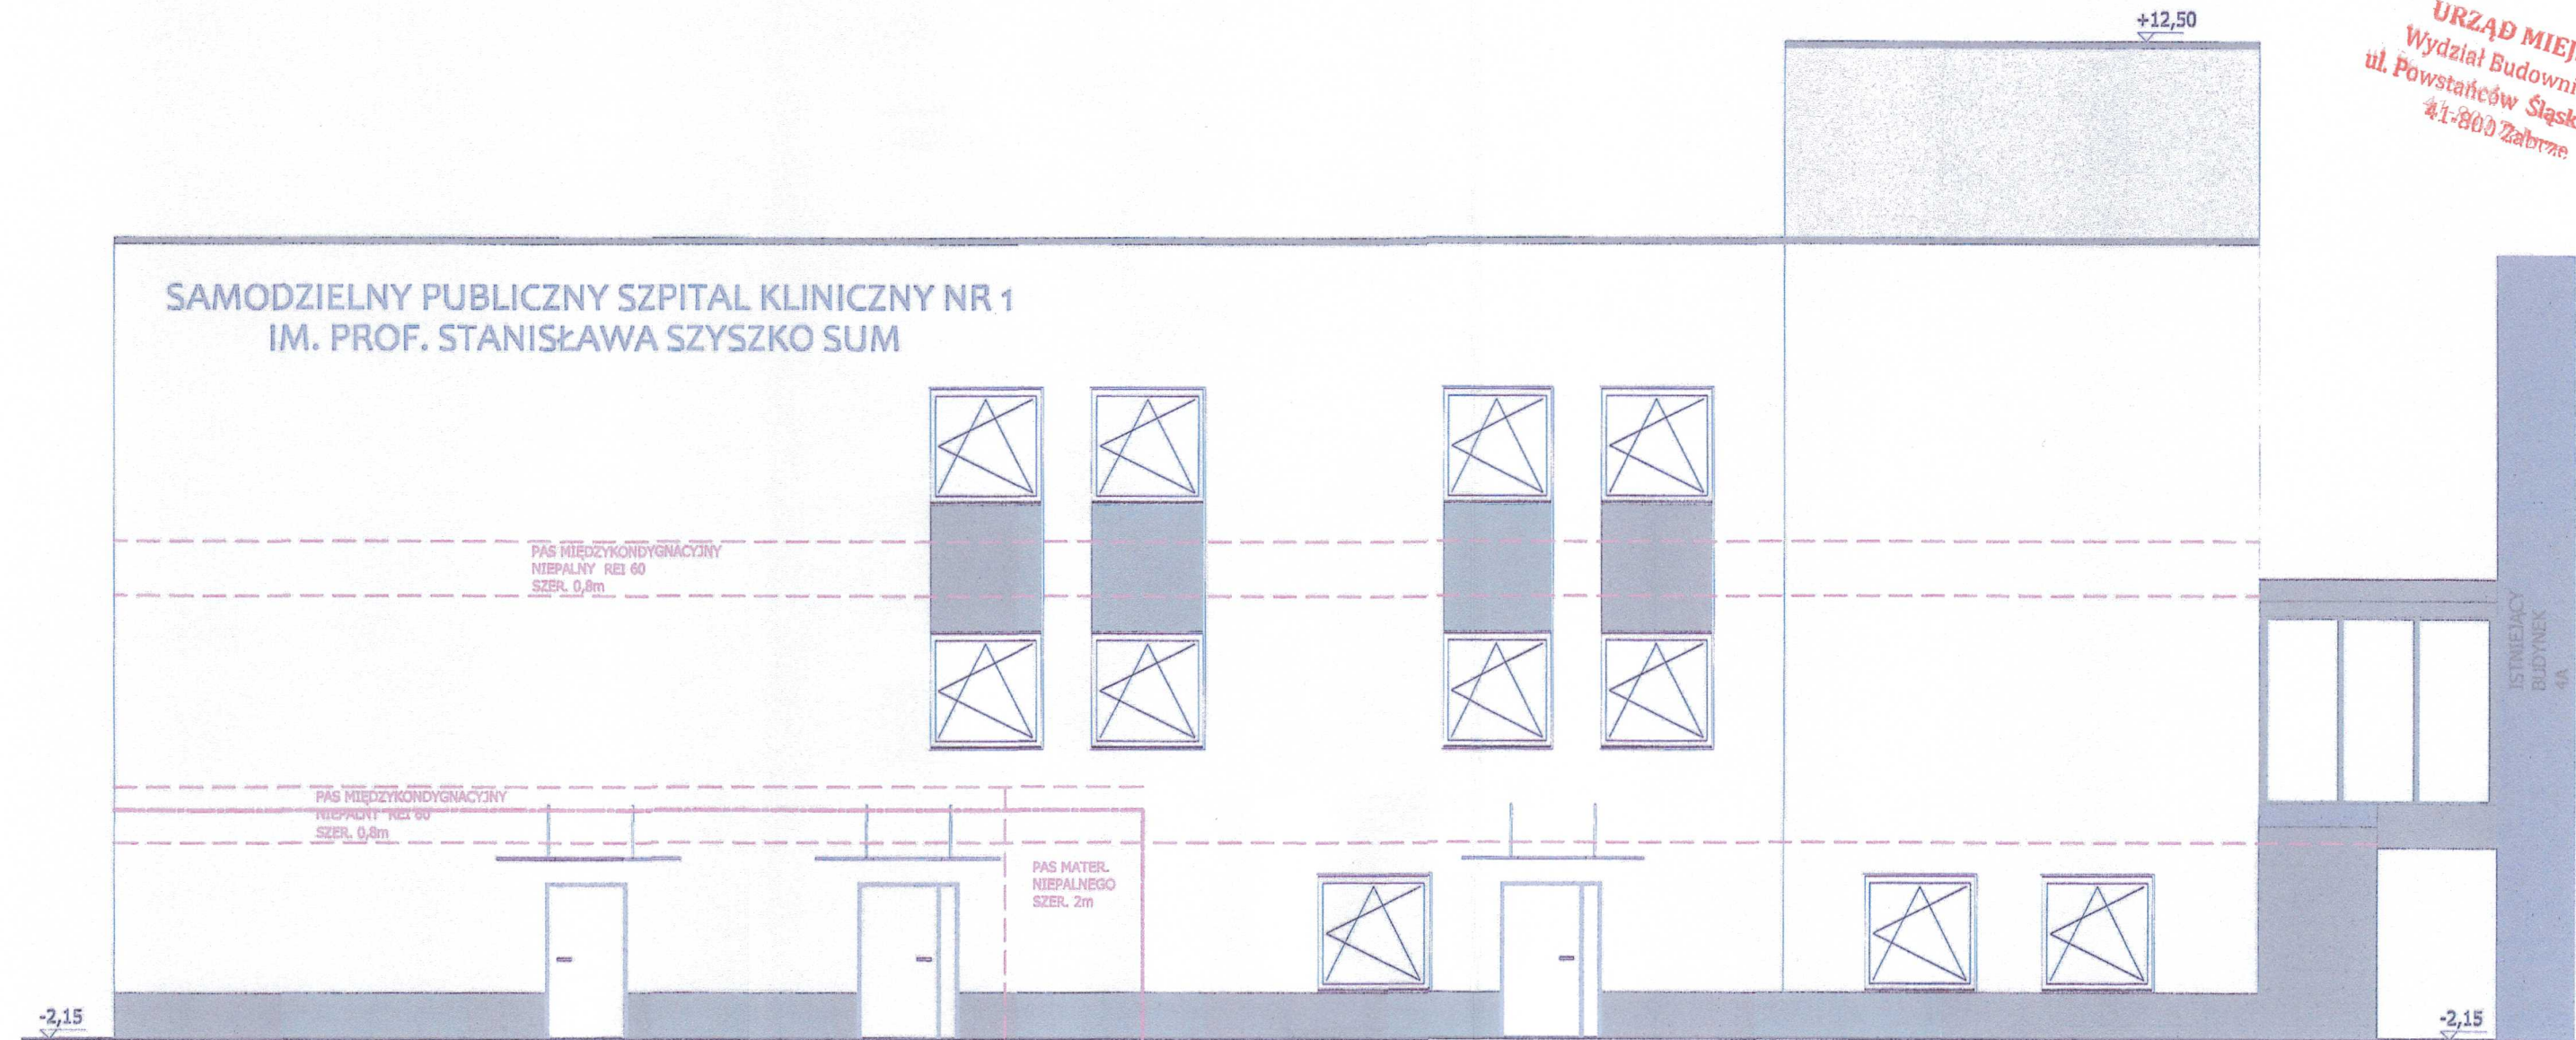 +12,50
URZĄD MIEJ
Wydział Budowni
ul. Powstańców Śląsk
41-800 Zabrze
SAMODZIELNY PUBLICZNY SZPITAL KLINICZNY NR 1
IM. PROF. STANISŁAWA SZYSZKO SUM
PAS MIĘDZYKONDYGNACYJNY
NIEPALNY REI 60
SZER. 0,8m
ISTNIEJĄCY
BUDYNEK
4A
PAS MIĘDZYKONDYGNACYJNY
NIEPALNY REI 60
SZER. 0,8m
PAS MATER.
NIEPALNEGO
SZER. 2m
-2,15
-2,15